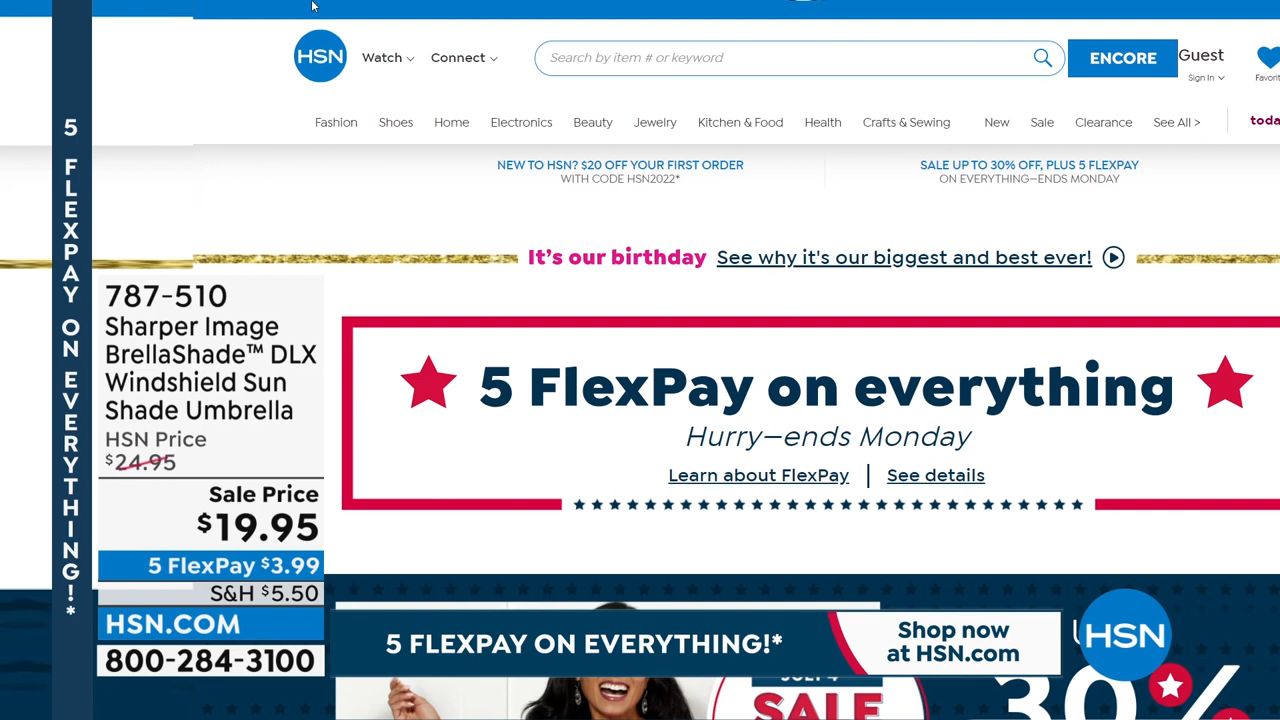 HSN
Watch
Connect
Search by item # or keyword
ENCORE
Guest
Sign In
Fashion
Shoes
Home
Electronics
Beauty
Jewelry
Kitchen & Food
Health
Crafts & Sewing
New
Sale
Clearance
See All >
NEW TO HSN? $20 OFF YOUR FIRST ORDER
WITH CODE HSN2022*
SALE UP TO 30% OFF, PLUS 5 FLEXPAY
ON EVERYTHING—ENDS MONDAY
It's our birthday See why it's our biggest and best ever!
5 FLEXPAY ON EVERYTHING!*
787-510
Sharper Image
BrellaShade™ DLX
Windshield Sun
Shade Umbrella
HSN Price
$24.95
Sale Price
$19.95
5 FlexPay $3.99
S&H $5.50
HSN.COM
800-284-3100
5 FlexPay on everything
Hurry—ends Monday
Learn about FlexPay | See details
5 FLEXPAY ON EVERYTHING!*
Shop now
at HSN.com
HSN
SALE
30%